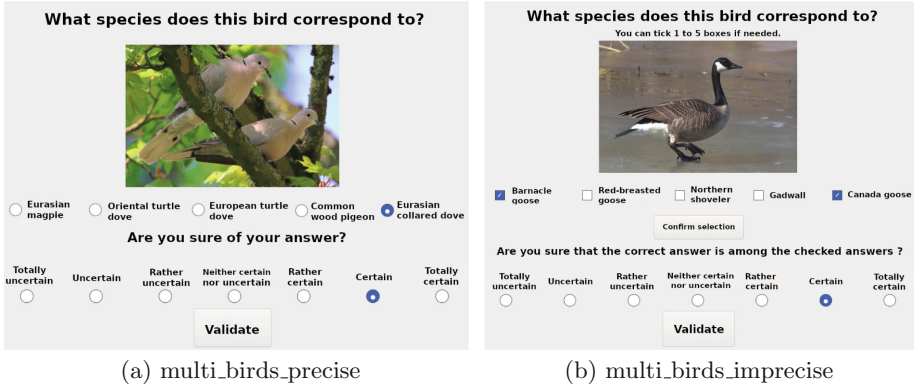 What species does this bird correspond to?
Eurasian magpie
Oriental turtle dove
European turtle dove
Common wood pigeon
Eurasian collared dove
Are you sure of your answer?
Totally uncertain
Uncertain
Rather uncertain
Neither certain nor uncertain
Rather certain
Certain
Totally certain
Validate
(a) multi_birds_precise
What species does this bird correspond to?
You can tick 1 to 5 boxes if needed.
Barnacle goose
Red-breasted goose
Northern shoveler
Gadwall
Canada goose
Confirm selection
Are you sure that the correct answer is among the checked answers ?
Totally uncertain
Uncertain
Rather uncertain
Neither certain nor uncertain
Rather certain
Certain
Totally certain
Validate
(b) multi_birds_imprecise